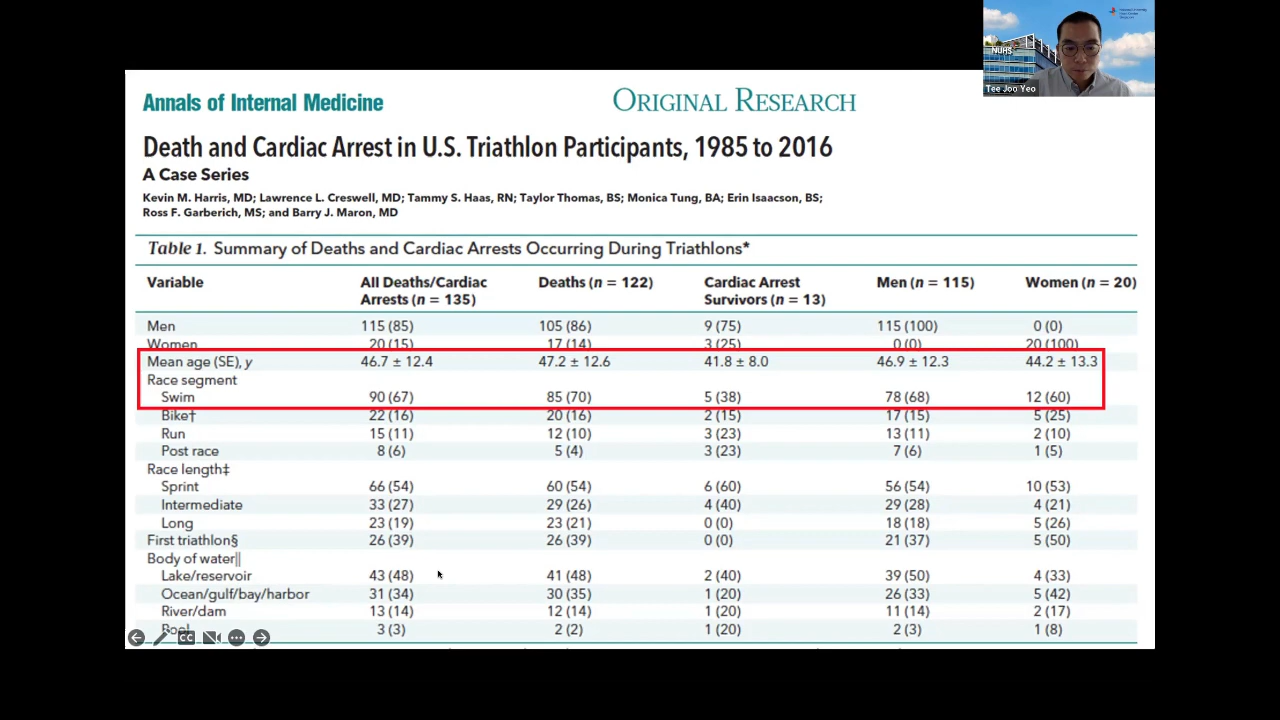 NUHS
Tee Joo Yeo
Annals of Internal Medicine
ORIGINAL RESEARCH
Death and Cardiac Arrest in U.S. Triathlon Participants, 1985 to 2016
A Case Series
Kevin M. Harris, MD; Lawrence L. Creswell, MD; Tammy S. Haas, RN; Taylor Thomas, BS; Monica Tung, BA; Erin Isaacson, BS;
Ross F. Garberich, MS; and Barry J. Maron, MD
Table 1. Summary of Deaths and Cardiac Arrests Occurring During Triathlons*
Variable All Deaths/Cardiac Arrests (n = 135) Deaths (n = 122) Cardiac Arrest Survivors (n = 13) Men (n = 115) Women (n = 20)
Men 115 (85) 105 (86) 9 (75) 115 (100) 0 (0)
Women 20 (15) 17 (14) 3 (25) 0 (0) 20 (100)
Mean age (SE), y 46.7 ± 12.4 47.2 ± 12.6 41.8 ± 8.0 46.9 ± 12.3 44.2 ± 13.3
Race segment
Swim 90 (67) 85 (70) 5 (38) 78 (68) 12 (60)
Bike† 22 (16) 20 (16) 2 (15) 17 (15) 5 (25)
Run 15 (11) 12 (10) 3 (23) 13 (11) 2 (10)
Post race 8 (6) 5 (4) 3 (23) 7 (6) 1 (5)
Race length‡
Sprint 66 (54) 60 (54) 6 (60) 56 (54) 10 (53)
Intermediate 33 (27) 29 (26) 4 (40) 29 (28) 4 (21)
Long 23 (19) 23 (21) 0 (0) 18 (18) 5 (26)
First triathlon§ 26 (39) 26 (39) 0 (0) 21 (37) 5 (50)
Body of water||
Lake/reservoir 43 (48) 41 (48) 2 (40) 39 (50) 4 (33)
Ocean/gulf/bay/harbor 31 (34) 30 (35) 1 (20) 26 (33) 5 (42)
River/dam 13 (14) 12 (14) 1 (20) 11 (14) 2 (17)
Pool 3 (3) 2 (2) 1 (20) 2 (3) 1 (8)
CC